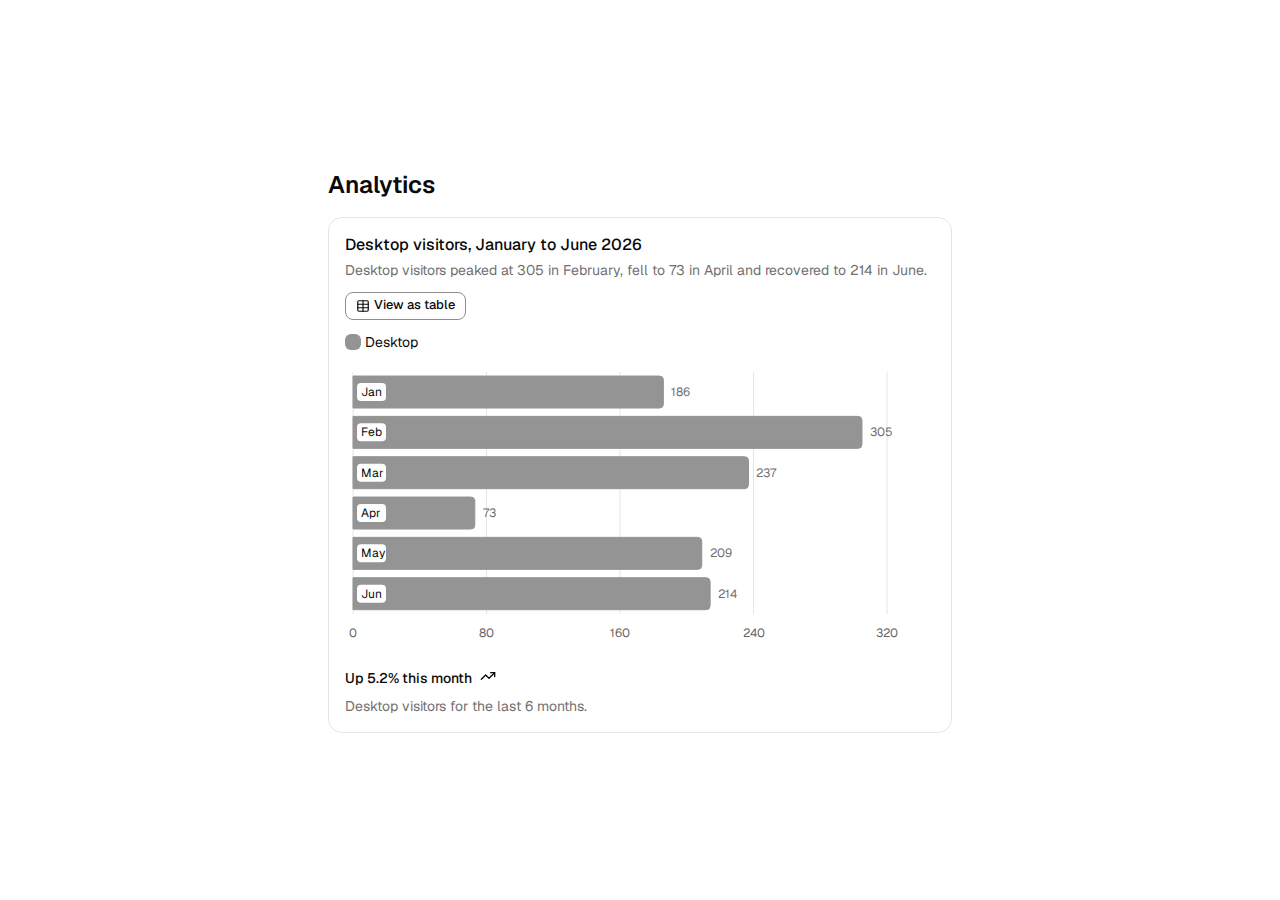 Analytics
Desktop visitors, January to June 2026
Desktop visitors peaked at 305 in February, fell to 73 in April and recovered to 214 in June.
View as table
Desktop
Jan 186
Feb 305
Mar 237
Apr 73
May 209
Jun 214
0 80 160 240 320
Up 5.2% this month
Desktop visitors for the last 6 months.